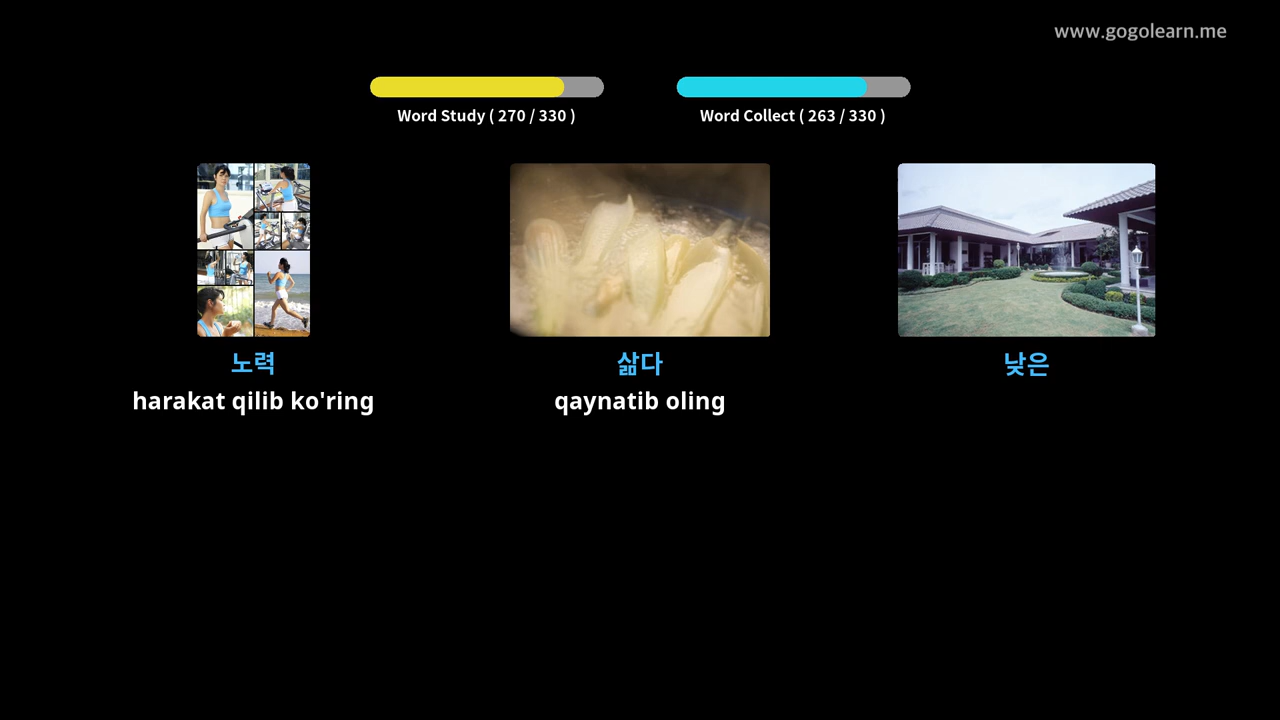 www.gogolearn.me
Word Study ( 270 / 330 )
Word Collect ( 263 / 330 )
노력
삶다
낮은
harakat qilib ko'ring
qaynatib oling